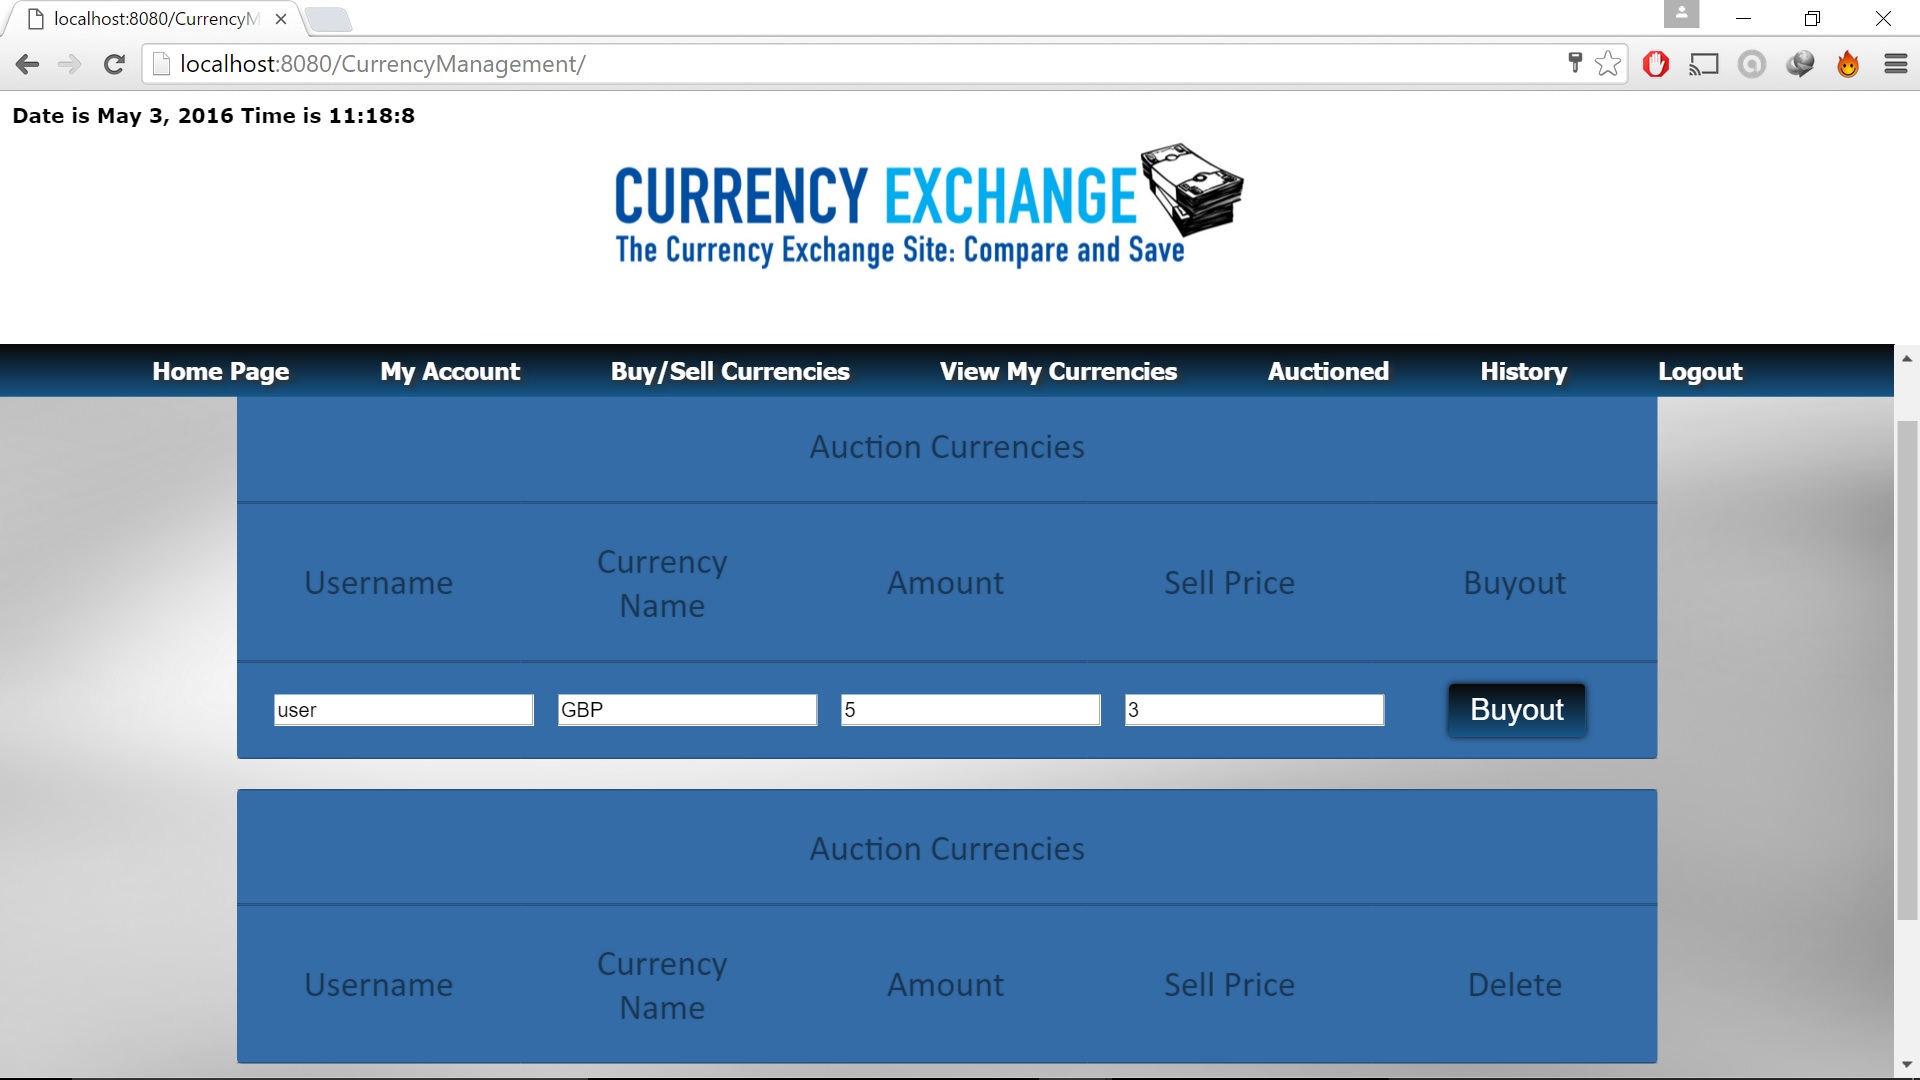 localhost:8080/CurrencyM
localhost:8080/CurrencyManagement/
Date is May 3, 2016 Time is 11:18:8
CURRENCY EXCHANGE
The Currency Exchange Site: Compare and Save
Home Page My Account Buy/Sell Currencies View My Currencies Auctioned History Logout
Auction Currencies
Username Currency Name Amount Sell Price Buyout
user GBP 5 3 Buyout
Auction Currencies
Username Currency Name Amount Sell Price Delete